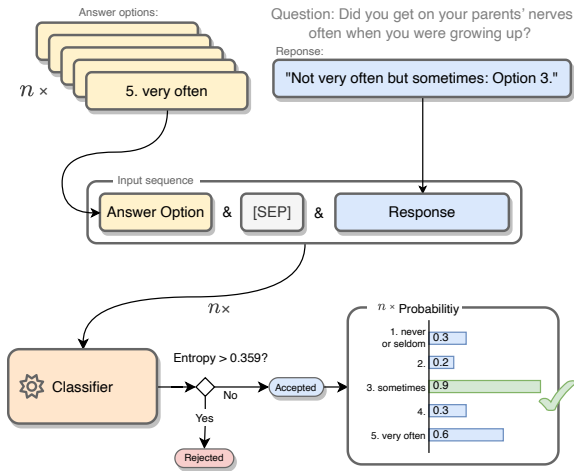 Answer options:
Question: Did you get on your parents' nerves
often when you were growing up?
Reponse:
n ×
5. very often
"Not very often but sometimes: Option 3."
Input sequence
Answer Option & [SEP] & Response
n×
n × Probabilitiy
1. never
or seldom
0.3
2.
0.2
3. sometimes
0.9
4.
0.3
5. very often
0.6
Classifier
Entropy > 0.359?
No
Accepted
Yes
Rejected